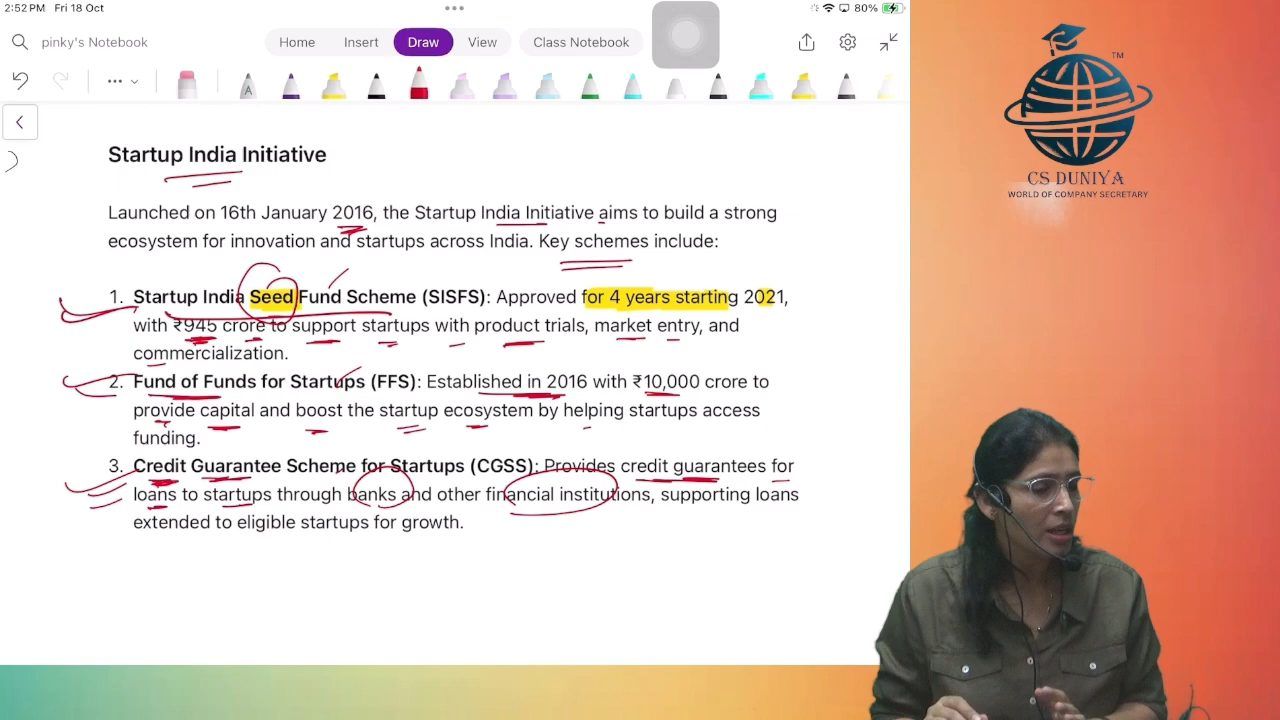 2:52 PM Fri 18 Oct
80%
pinky's Notebook
Home Insert Draw View Class Notebook
A
Startup India Initiative
Launched on 16th January 2016, the Startup India Initiative aims to build a strong
ecosystem for innovation and startups across India. Key schemes include:
1. Startup India Seed Fund Scheme (SISFS): Approved for 4 years starting 2021,
with ₹945 crore to support startups with product trials, market entry, and
commercialization.
2. Fund of Funds for Startups (FFS): Established in 2016 with ₹10,000 crore to
provide capital and boost the startup ecosystem by helping startups access
funding.
3. Credit Guarantee Scheme for Startups (CGSS): Provides credit guarantees for
loans to startups through banks and other financial institutions, supporting loans
extended to eligible startups for growth.
TM
CS DUNIYA
WORLD OF COMPANY SECRETARY